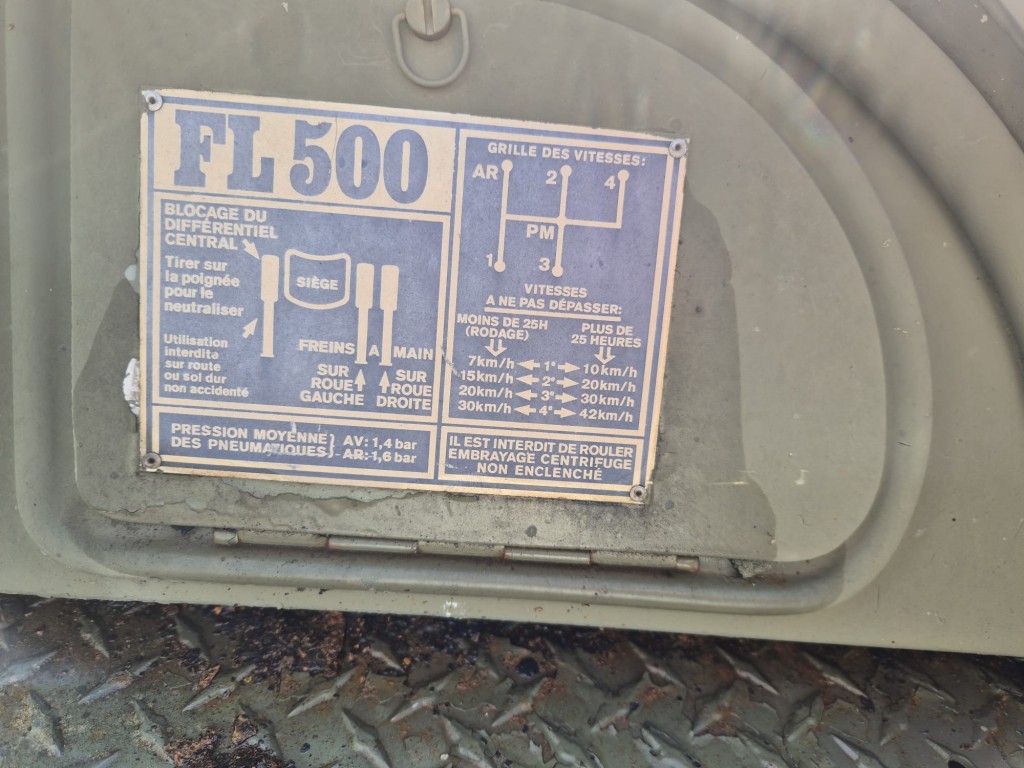 FL 500
BLOCAGE DU
DIFFÉRENTIEL
CENTRAL
Tirer sur
la poignée
pour le
neutraliser
Utilisation
interdite
sur route
ou sol dur
non accidenté
SIÈGE
FREINS A MAIN
SUR SUR
ROUE ROUE
GAUCHE DROITE
PRESSION MOYENNE AV: 1,4 bar
DES PNEUMATIQUES AR: 1,6 bar
GRILLE DES VITESSES:
AR 2 4
PM
1 3
VITESSES
A NE PAS DÉPASSER:
MOINS DE 25H PLUS DE
(RODAGE) 25 HEURES
7km/h 1e 10km/h
15km/h 2e 20km/h
20km/h 3e 30km/h
30km/h 4e 42km/h
IL EST INTERDIT DE ROULER
EMBRAYAGE CENTRIFUGE
NON ENCLENCHÉ